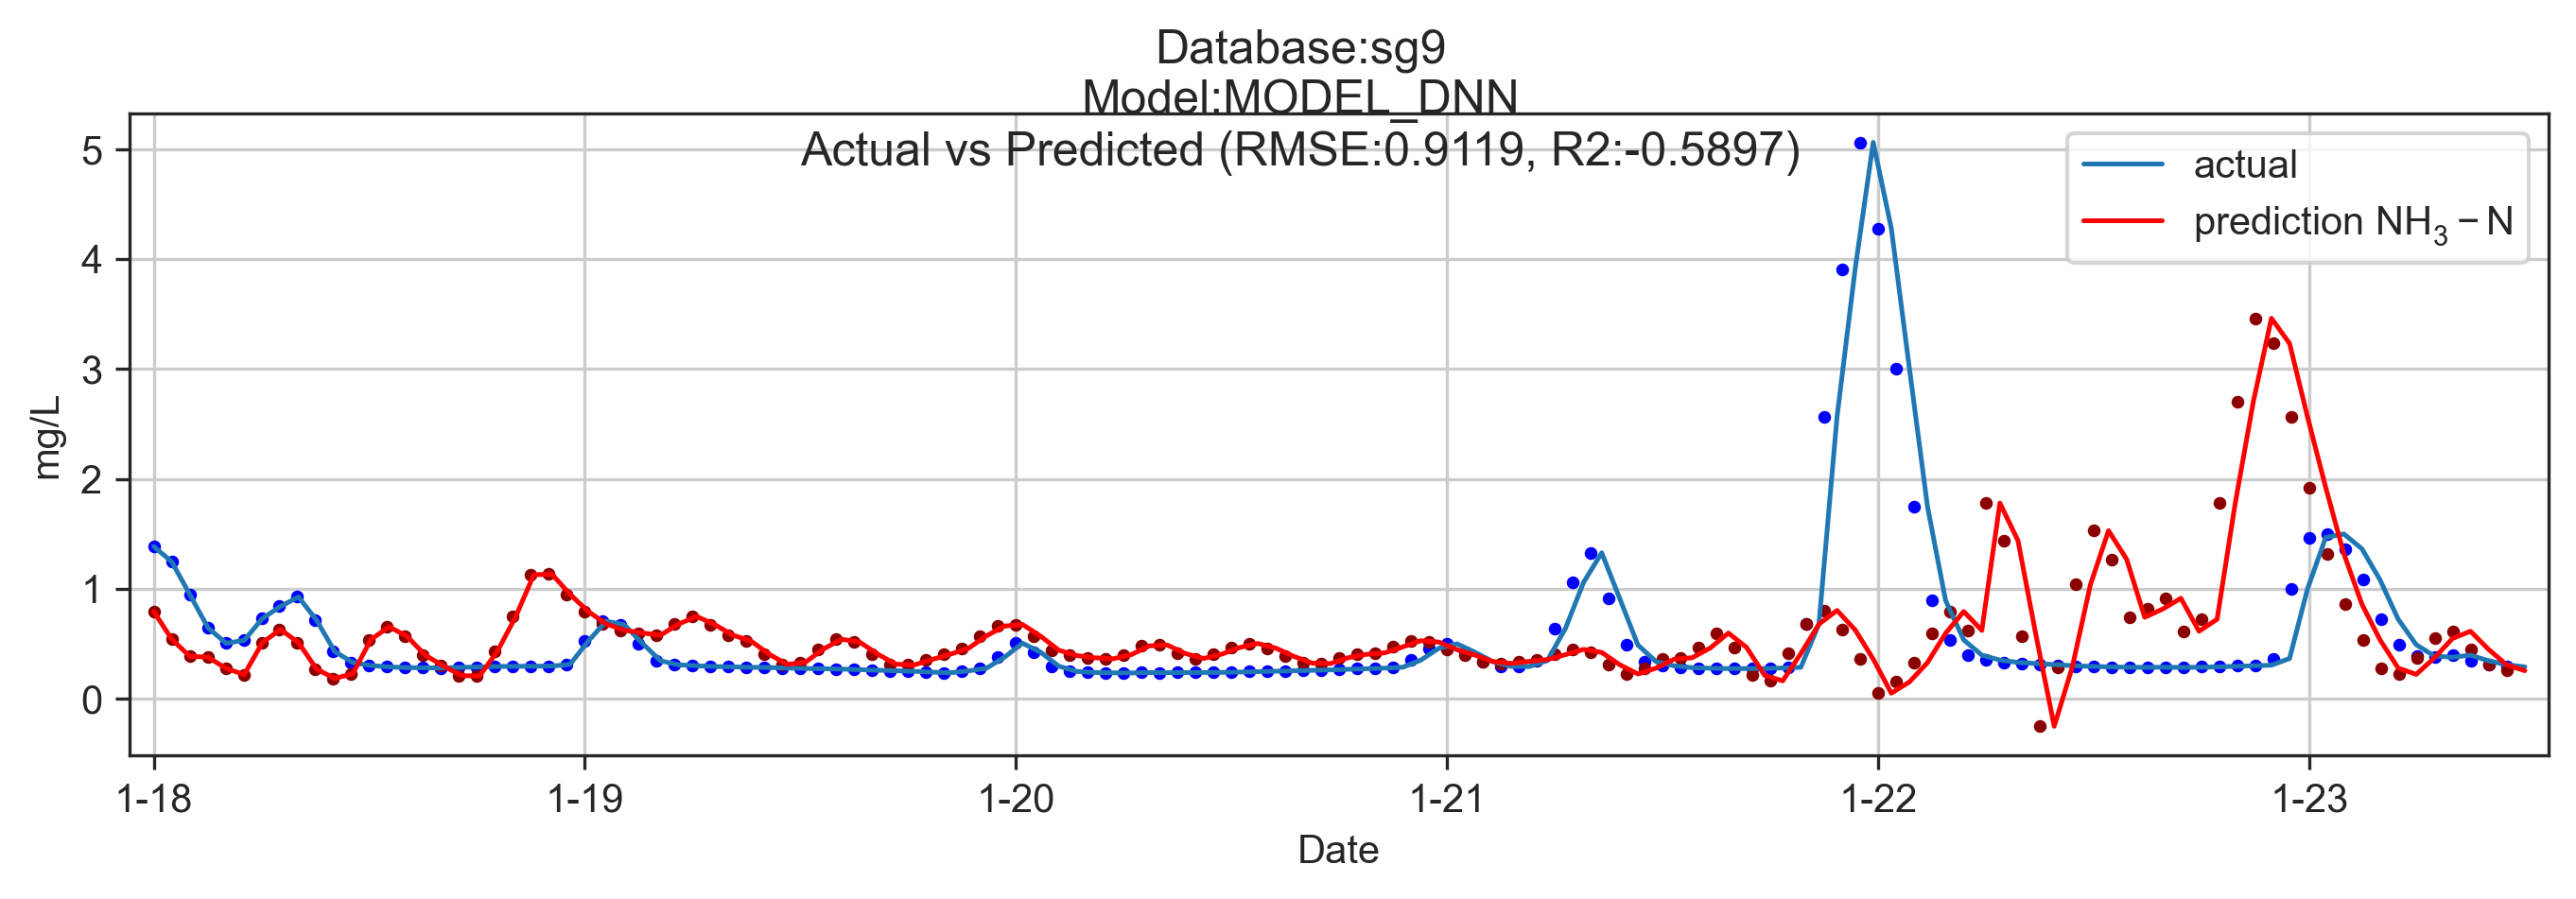 Database:sg9
Model:MODEL_DNN
Actual vs Predicted (RMSE:0.9119, R2:-0.5897)
actual
prediction NH₃ − N
5
4
3
2
1
0
mg/L
1-18 1-19 1-20 1-21 1-22 1-23
Date